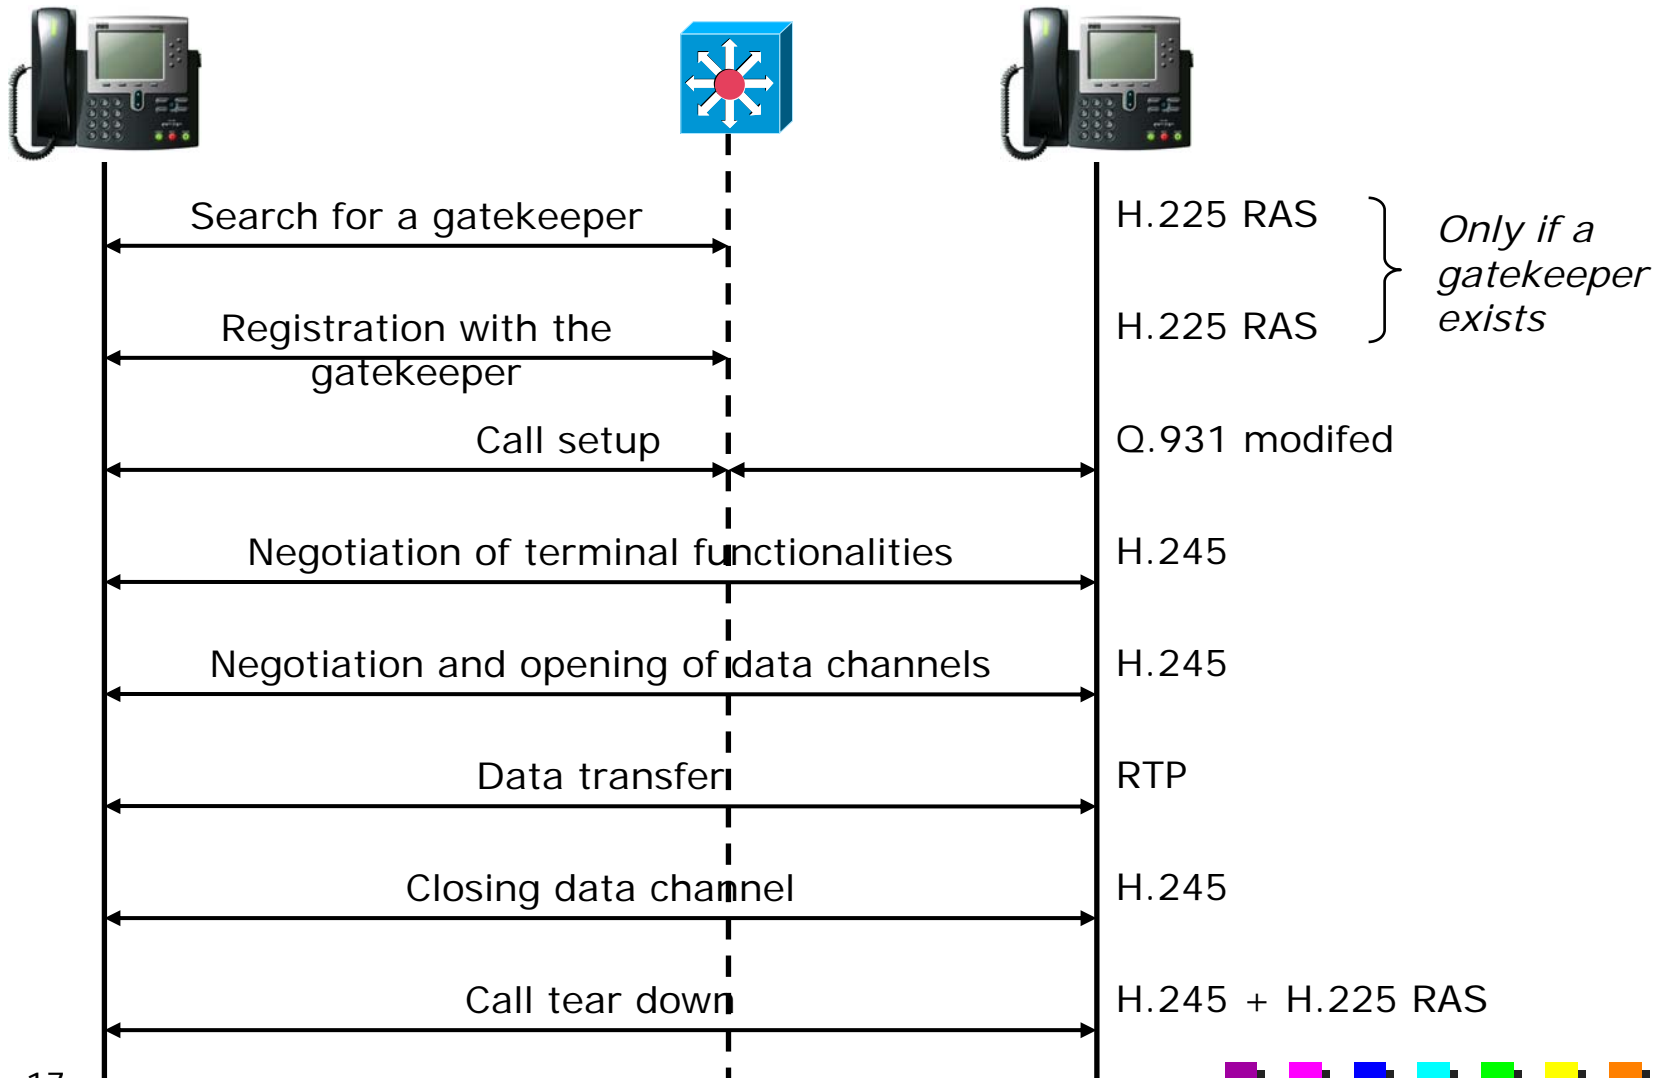 Search for a gatekeeper
H.225 RAS
Only if a
gatekeeper
exists
Registration with the
gatekeeper
H.225 RAS
Call setup
Q.931 modifed
Negotiation of terminal functionalities
H.245
Negotiation and opening of data channels
H.245
Data transfer
RTP
Closing data channel
H.245
Call tear down
H.245 + H.225 RAS
17